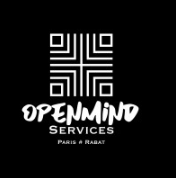 OPENMIND
SERVICES
PARIS # RABAT